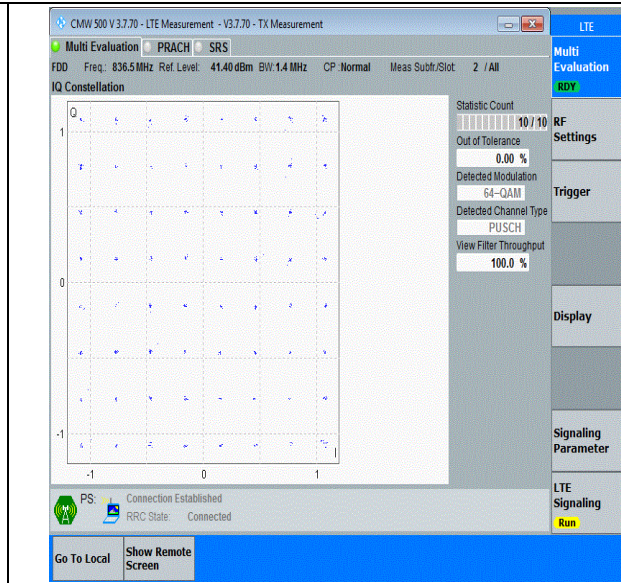 CMW 500 V 3.7.70 - LTE Measurement - V3.7.70 - TX Measurement
LTE
Multi Evaluation PRACH SRS
Multi
Evaluation
RDY
FDD Freq.: 836.5 MHz Ref. Level: 41.40 dBm BW: 1.4 MHz CP :Normal Meas Subfr./Slot: 2 / All
IQ Constellation
Statistic Count
10 / 10
Out of Tolerance
0.00 %
Detected Modulation
64-QAM
Detected Channel Type
PUSCH
View Filter Throughput
100.0 %
RF
Settings
Trigger
Display
Signaling
Parameter
LTE
Signaling
Run
Q
1
0
-1
I
-1 0 1
PS: Connection Established
RRC State: Connected
Go To Local
Show Remote
Screen